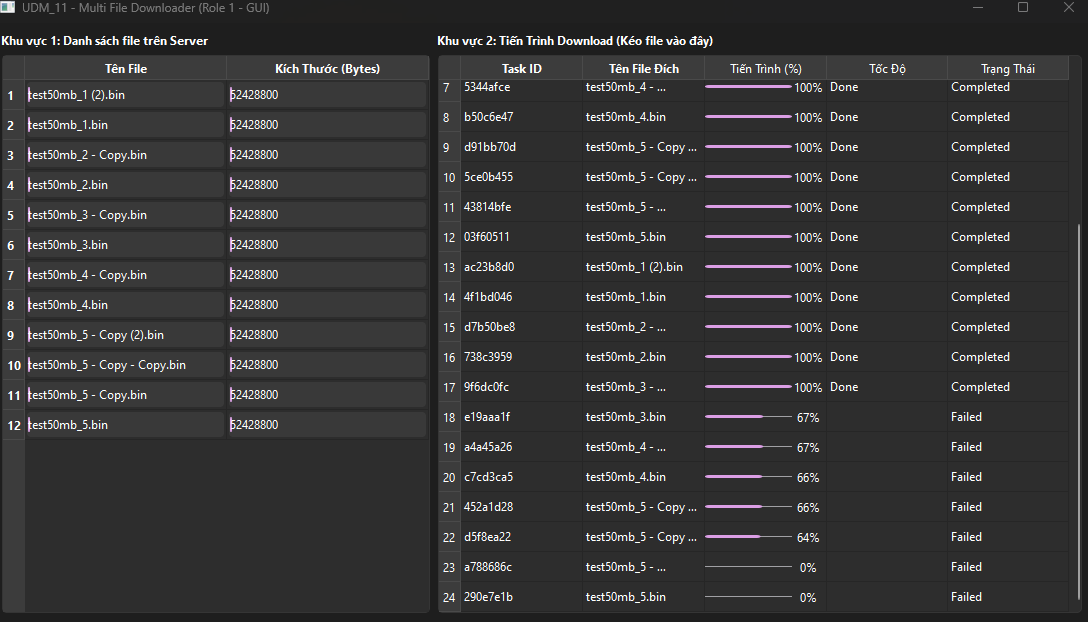 UDM_11 - Multi File Downloader (Role 1 - GUI)
Khu vực 1: Danh sách file trên Server
Tên File Kích Thước (Bytes)
1 test50mb_1 (2).bin 52428800
2 test50mb_1.bin 52428800
3 test50mb_2 - Copy.bin 52428800
4 test50mb_2.bin 52428800
5 test50mb_3 - Copy.bin 52428800
6 test50mb_3.bin 52428800
7 test50mb_4 - Copy.bin 52428800
8 test50mb_4.bin 52428800
9 test50mb_5 - Copy (2).bin 52428800
10 test50mb_5 - Copy - Copy.bin 52428800
11 test50mb_5 - Copy.bin 52428800
12 test50mb_5.bin 52428800
Khu vực 2: Tiến Trình Download (Kéo file vào đây)
Task ID Tên File Đích Tiến Trình (%) Tốc Độ Trạng Thái
7 5344afce test50mb_4 - ... 100% Done Completed
8 b50c6e47 test50mb_4.bin 100% Done Completed
9 d91bb70d test50mb_5 - Copy ... 100% Done Completed
10 5ce0b455 test50mb_5 - Copy ... 100% Done Completed
11 43814bfe test50mb_5 - ... 100% Done Completed
12 03f60511 test50mb_5.bin 100% Done Completed
13 ac23b8d0 test50mb_1 (2).bin 100% Done Completed
14 4f1bd046 test50mb_1.bin 100% Done Completed
15 d7b50be8 test50mb_2 - ... 100% Done Completed
16 738c3959 test50mb_2.bin 100% Done Completed
17 9f6dc0fc test50mb_3 - ... 100% Done Completed
18 e19aaa1f test50mb_3.bin 67% Failed
19 a4a45a26 test50mb_4 - ... 67% Failed
20 c7cd3ca5 test50mb_4.bin 66% Failed
21 452a1d28 test50mb_5 - Copy ... 66% Failed
22 d5f8ea22 test50mb_5 - Copy ... 64% Failed
23 a788686c test50mb_5 - ... 0% Failed
24 290e7e1b test50mb_5.bin 0% Failed